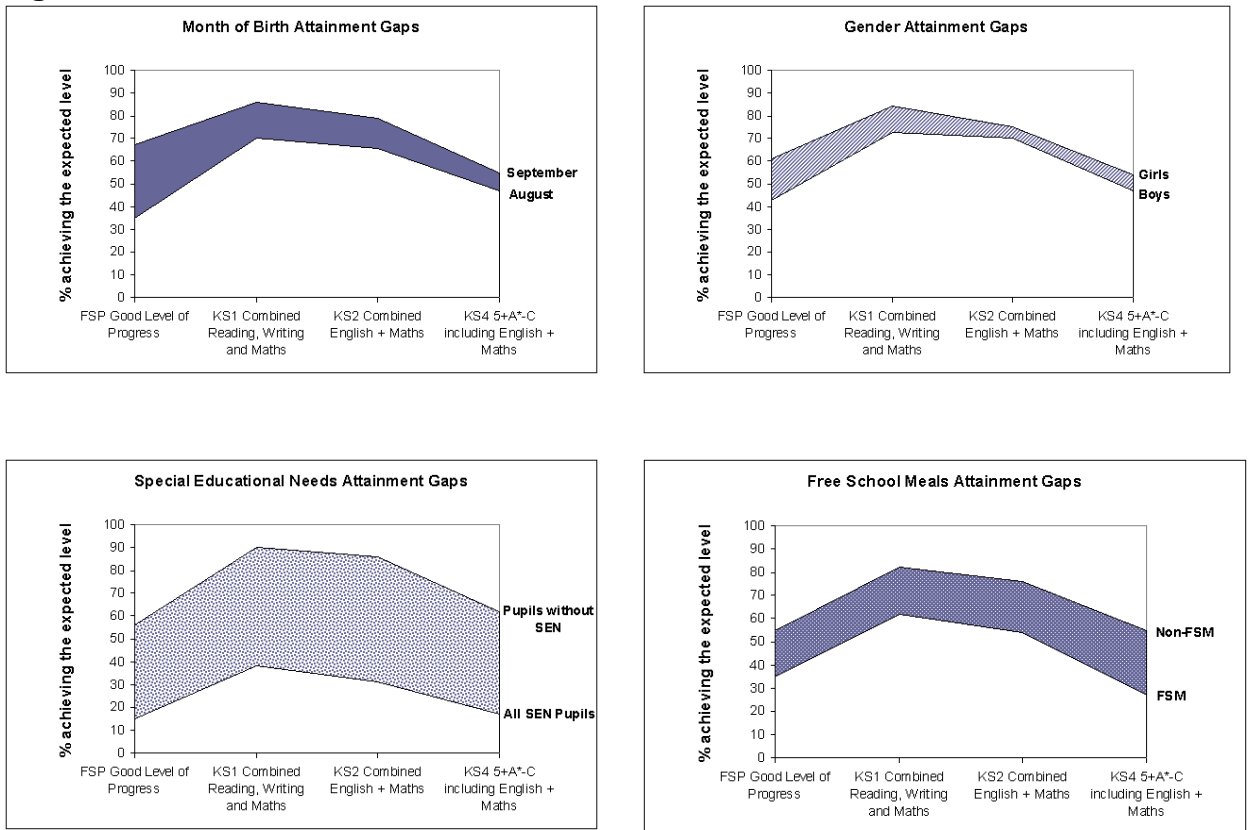 Month of Birth Attainment Gaps
% achieving the expected level
100
90
80
70
60
50
40
30
20
10
0
September
August
FSP Good Level of
Progress
KS1 Combined
Reading, Writing
and Maths
KS2 Combined
English + Maths
KS4 5+A*-C
including English +
Maths
Gender Attainment Gaps
% achieving the expected level
100
90
80
70
60
50
40
30
20
10
0
Girls
Boys
FSP Good Level of
Progress
KS1 Combined
Reading, Writing
and Maths
KS2 Combined
English + Maths
KS4 5+A*-C
including English +
Maths
Special Educational Needs Attainment Gaps
% achieving the expected level
100
90
80
70
60
50
40
30
20
10
0
Pupils without
SEN
All SEN Pupils
FSP Good Level of
Progress
KS1 Combined
Reading, Writing
and Maths
KS2 Combined
English + Maths
KS4 5+A*-C
including English +
Maths
Free School Meals Attainment Gaps
% achieving the expected level
100
90
80
70
60
50
40
30
20
10
0
Non-FSM
FSM
FSP Good Level of
Progress
KS1 Combined
Reading, Writing
and Maths
KS2 Combined
English + Maths
KS4 5+A*-C
including English +
Maths